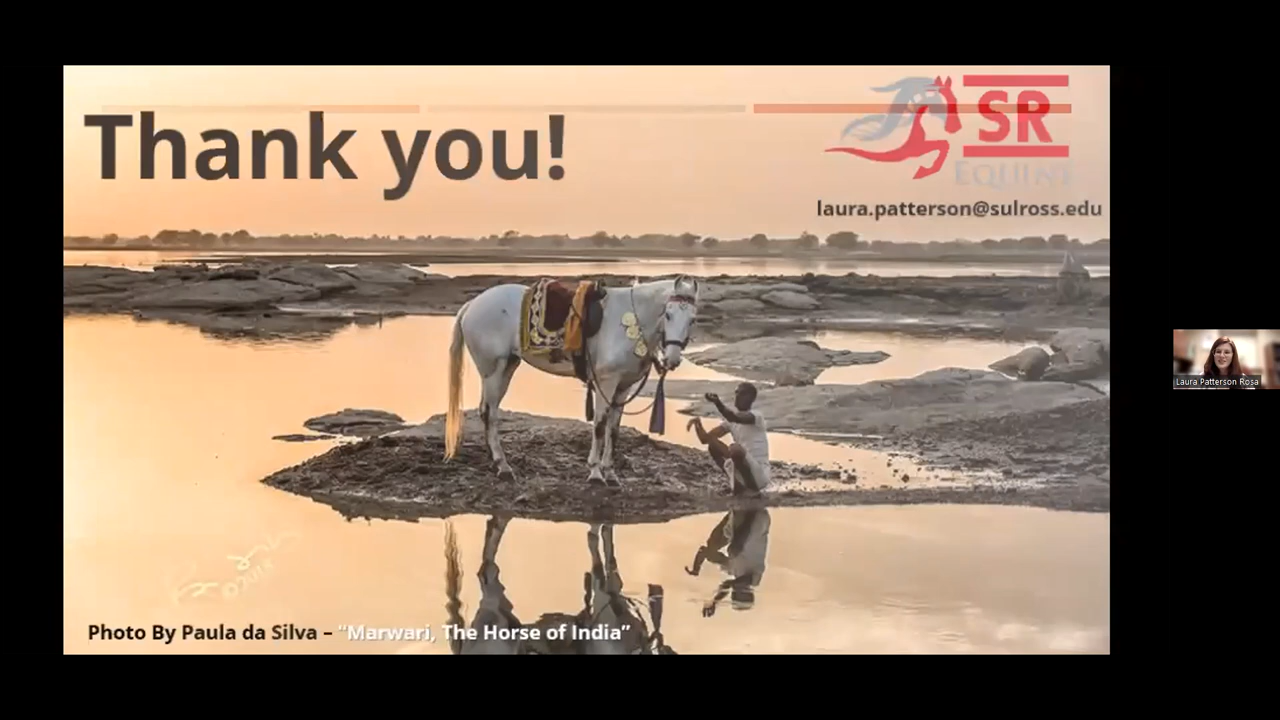 Thank you!
SR
EQUINE
laura.patterson@sulross.edu
Laura Patterson Rosa
©2018
Photo By Paula da Silva – “Marwari, The Horse of India”